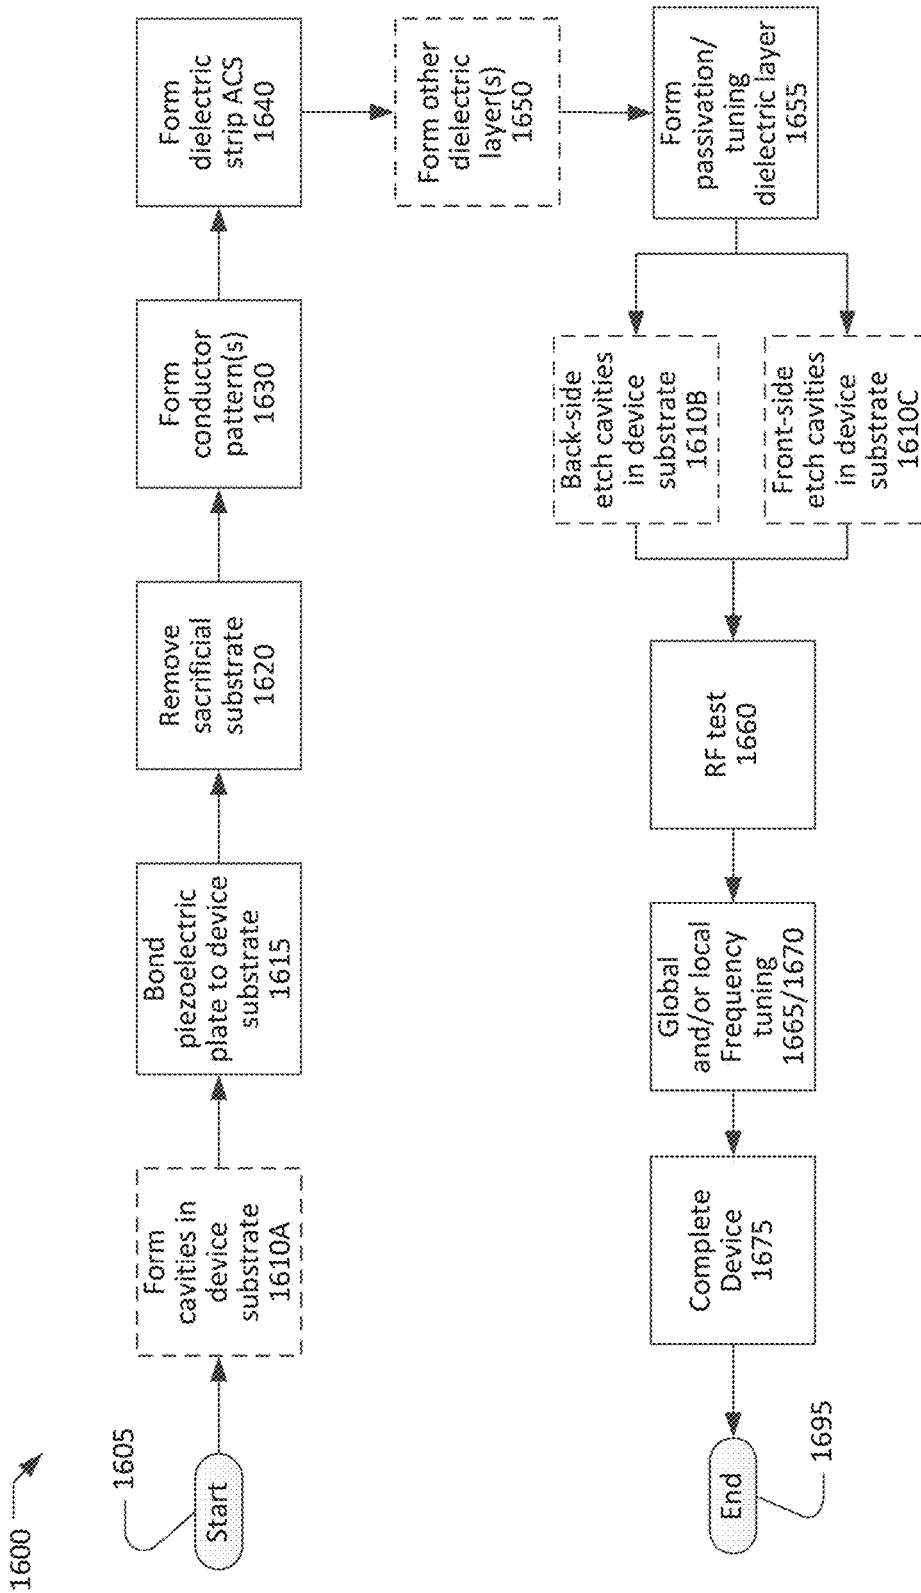 1600
1605
Start
Form
cavities in
device
substrate
1610A
Bond
piezoelectric
plate to device
substrate
1615
Remove
sacrificial
substrate
1620
Form
conductor
pattern(s)
1630
Form
dielectric
strip ACS
1640
Form other
dielectric
layer(s)
1650
Form
passivation/
tuning
dielectric layer
1655
Back-side
etch cavities
in device
substrate
1610B
Front-side
etch cavities
in device
substrate
1610C
RF test
1660
Global
and/or local
Frequency
tuning
1665/1670
Complete
Device
1675
End
1695